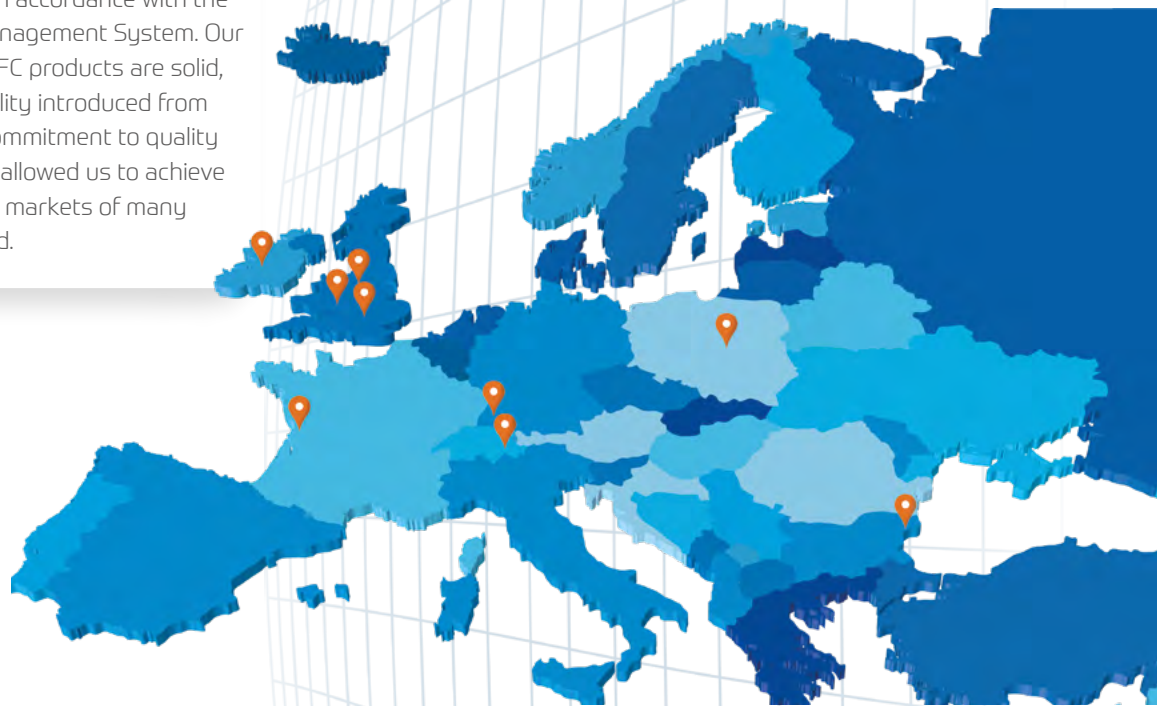 accordance with the
nagement System. Our
FC products are solid,
lity introduced from
ommitment to quality
allowed us to achieve
markets of many
d.